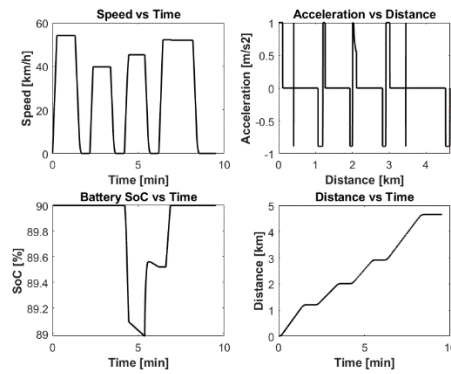 Speed vs Time
Speed [km/h]
60
40
20
0
0 5 10
Time [min]
Acceleration vs Distance
Acceleration [m/s2]
1
0.5
0
-0.5
-1
0 2 4
Distance [km]
Battery SoC vs Time
SoC [%]
90
89.8
89.6
89.4
89.2
89
0 5 10
Time [min]
Distance vs Time
Distance [km]
5
4
3
2
1
0
0 5 10
Time [min]